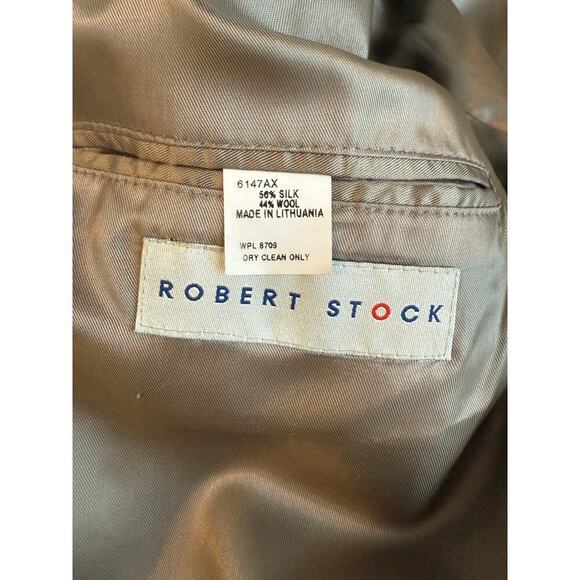 6147AX
56% SILK
44% WOOL
MADE IN LITHUANIA
WPL 8709
DRY CLEAN ONLY
ROBERT STOCK